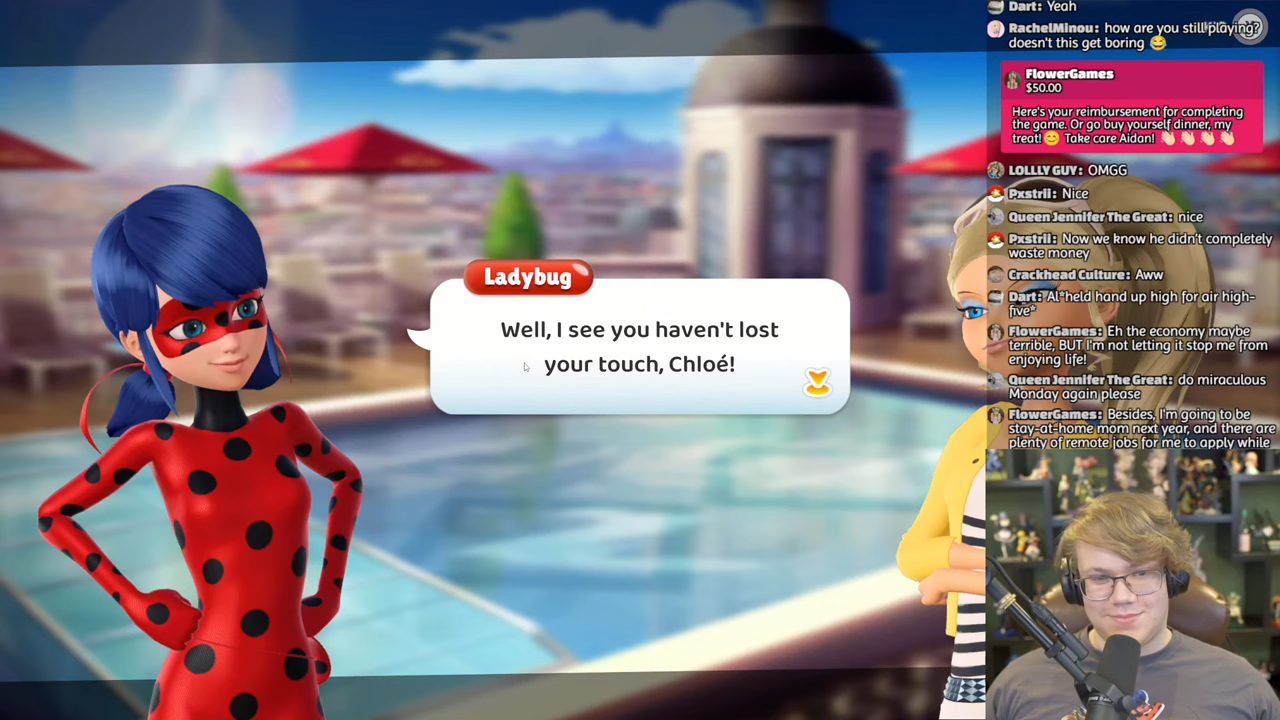 Ladybug
Well, I see you haven't lost
your touch, Chloé!
Dart: Yeah
RachelMinou: how are you still playing?
doesn't this get boring 😂
FlowerGames
$50.00
Here's your reimbursement for completing
the game. Or go buy yourself dinner, my
treat!😊 Take care Aidan! 👏🏻 👏🏻 👏🏻 👏🏻
LOLLLY GUY: OMGG
Pxstrii: Nice
Queen Jennifer The Great: nice
Pxstrii: Now we know he didn't completely
waste money
Crackhead Culture: Aww
Dart: Al*held hand up high for air high-
five*
FlowerGames: Eh the economy maybe
terrible, BUT I'm not letting it stop me from
enjoying life!
Queen Jennifer The Great: do miraculous
Monday again please
FlowerGames: Besides, I'm going to be
stay-at-home mom next year, and there are
plenty of remote jobs for me to apply while